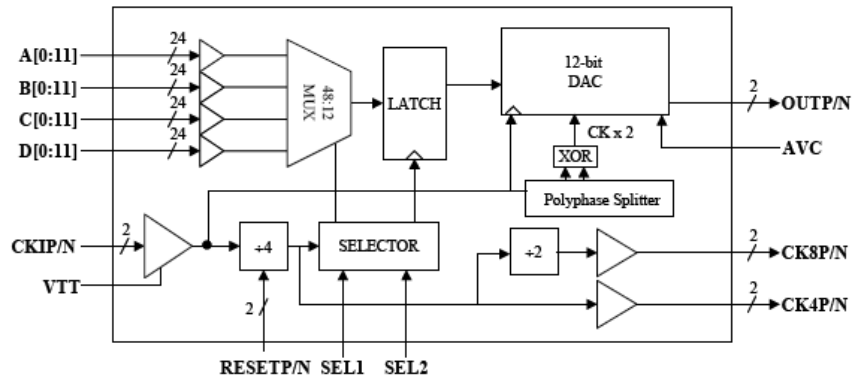 A[0:11]
24
B[0:11]
24
C[0:11]
24
D[0:11]
24
48:12
MUX
LATCH
12-bit
DAC
2
OUTP/N
CK x 2
XOR
AVC
Polyphase Splitter
CKIP/N
2
÷4
SELECTOR
÷2
2
CK8P/N
VTT
2
2
CK4P/N
RESETP/N
SEL1
SEL2